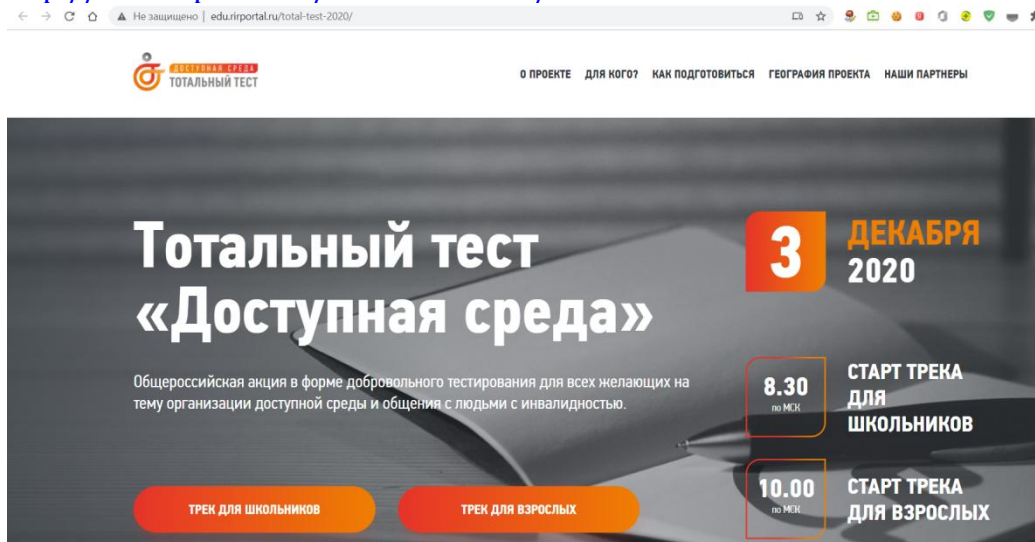 Не защищено | edu.rirportal.ru/total-test-2020/
ДОСТУПНАЯ СРЕДА
ТОТАЛЬНЫЙ ТЕСТ
О ПРОЕКТЕ ДЛЯ КОГО? КАК ПОДГОТОВИТЬСЯ ГЕОГРАФИЯ ПРОЕКТА НАШИ ПАРТНЕРЫ
Тотальный тест
«Доступная среда»
Общероссийская акция в форме добровольного тестирования для всех желающих на
тему организации доступной среды и общения с людьми с инвалидностью.
ТРЕК ДЛЯ ШКОЛЬНИКОВ
ТРЕК ДЛЯ ВЗРОСЛЫХ
3
ДЕКАБРЯ
2020
8.30
по МСК
СТАРТ ТРЕКА
ДЛЯ
ШКОЛЬНИКОВ
10.00
по МСК
СТАРТ ТРЕКА
ДЛЯ ВЗРОСЛЫХ